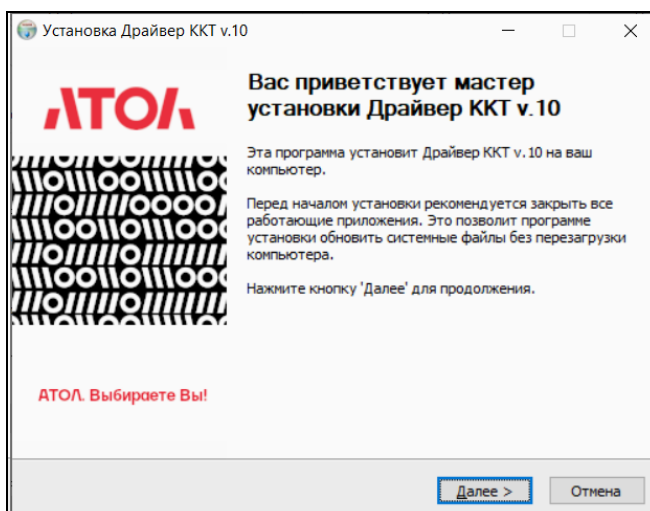 Установка Драйвер ККТ v.10
АТОЛ
Вас приветствует мастер
установки Драйвер ККТ v.10
Эта программа установит Драйвер ККТ v.10 на ваш
компьютер.
Перед началом установки рекомендуется закрыть все
работающие приложения. Это позволит программе
установки обновить системные файлы без перезагрузки
компьютера.
Нажмите кнопку 'Далее' для продолжения.
АТОЛ. Выбираете Вы!
Далее >
Отмена